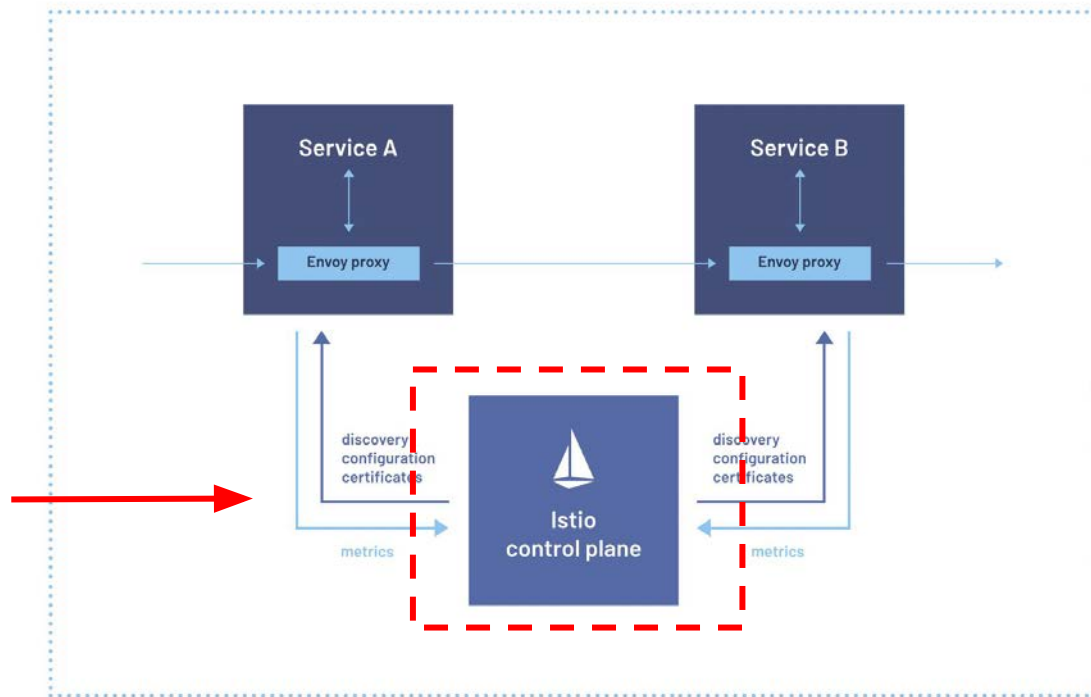 Service A
Envoy proxy
Service B
Envoy proxy
discovery
configuration
certificates
metrics
Istio
control plane
discovery
configuration
certificates
metrics